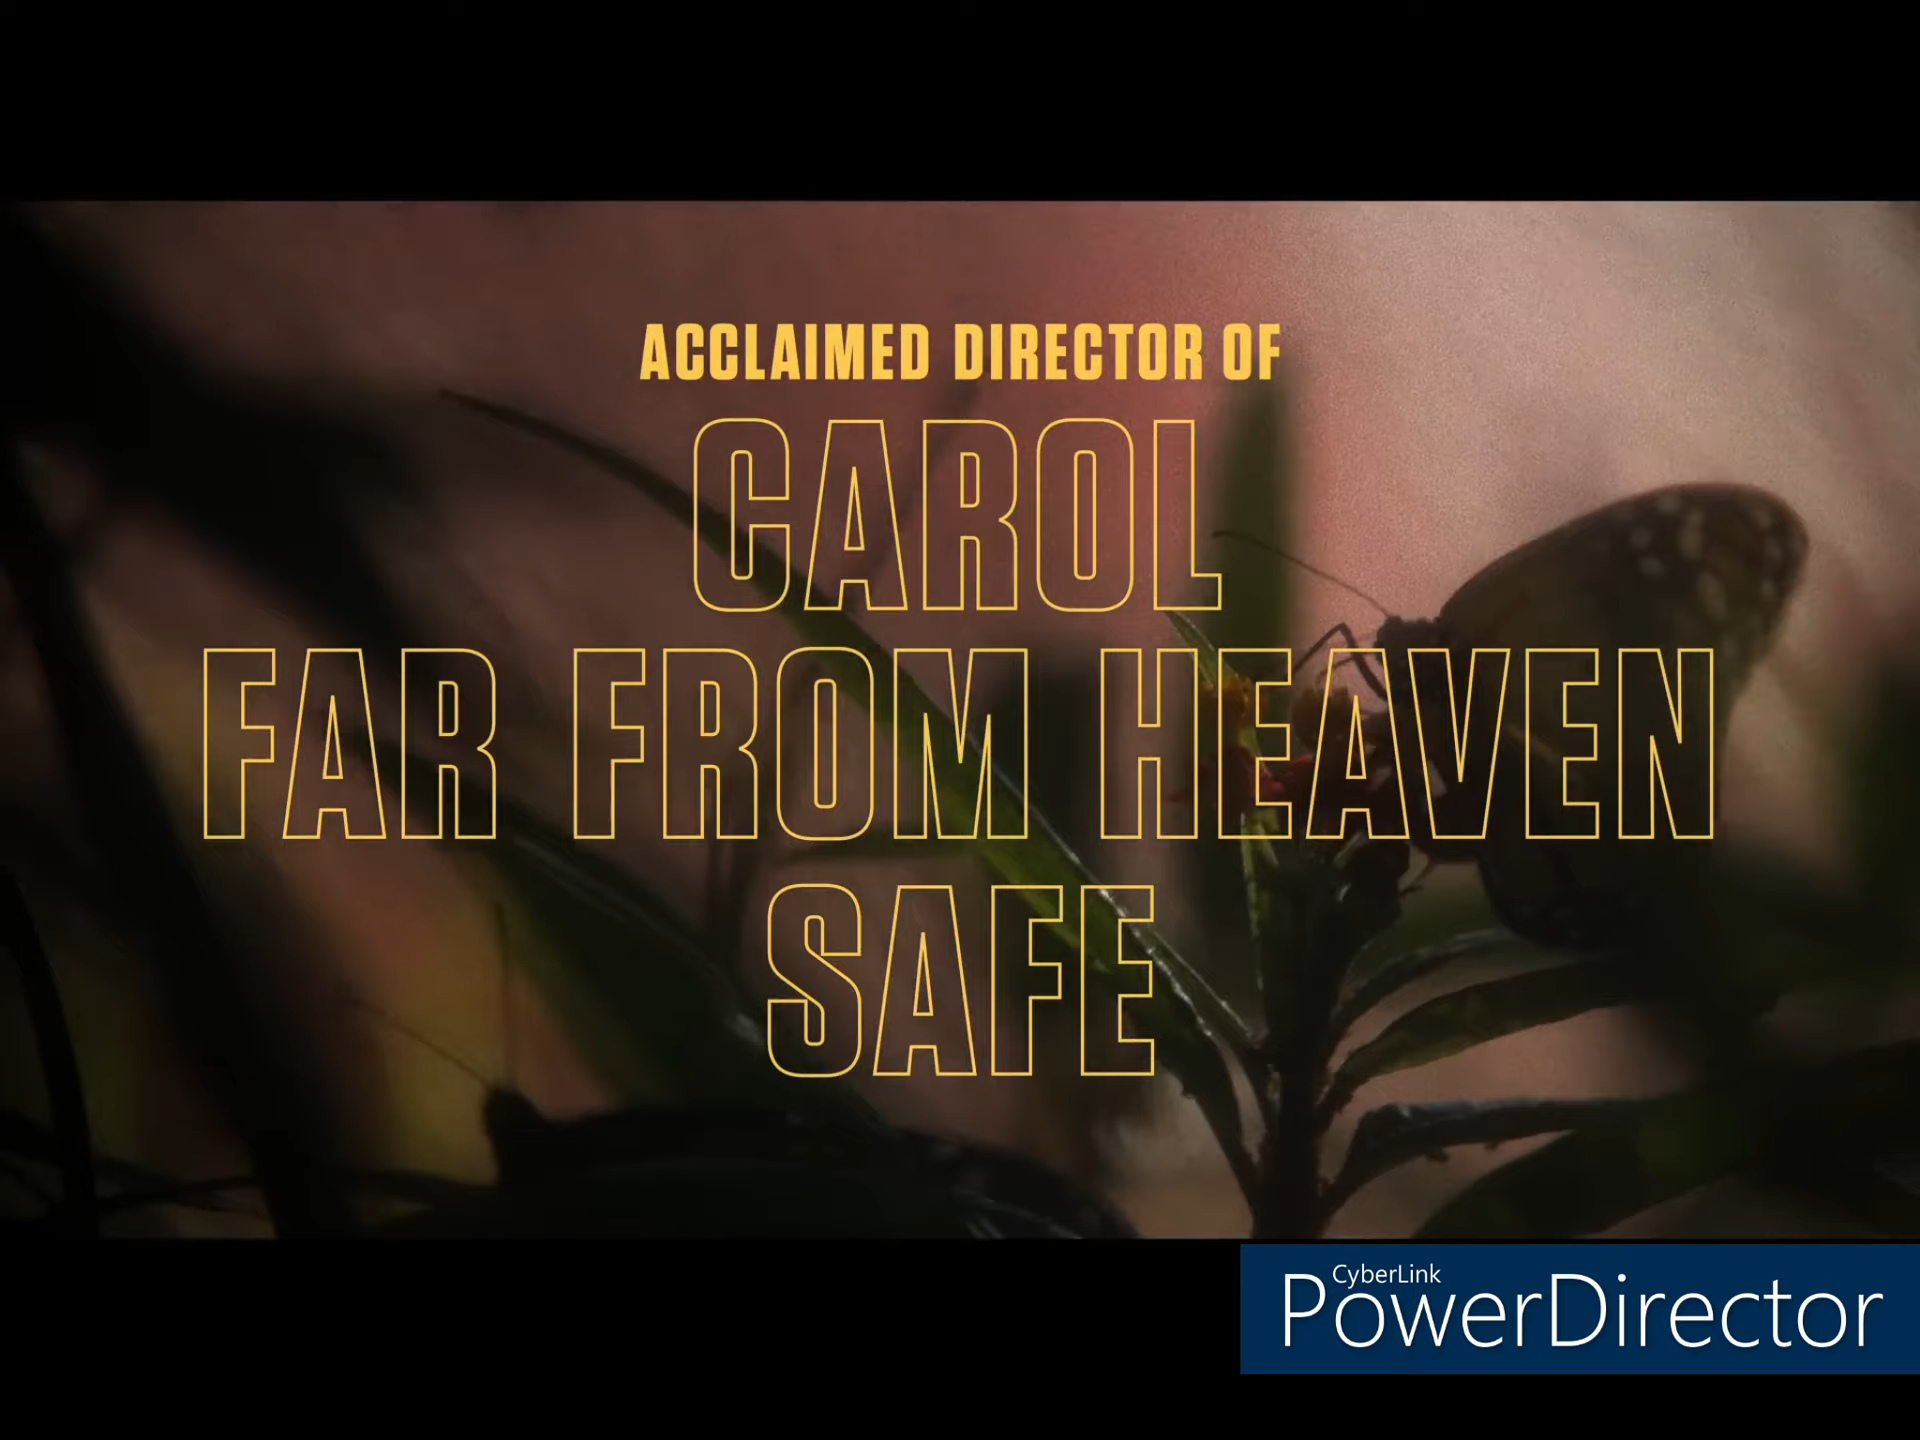 ACCLAIMED DIRECTOR OF
CAROL
FAR FROM HEAVEN
SAFE
CyberLink
PowerDirector